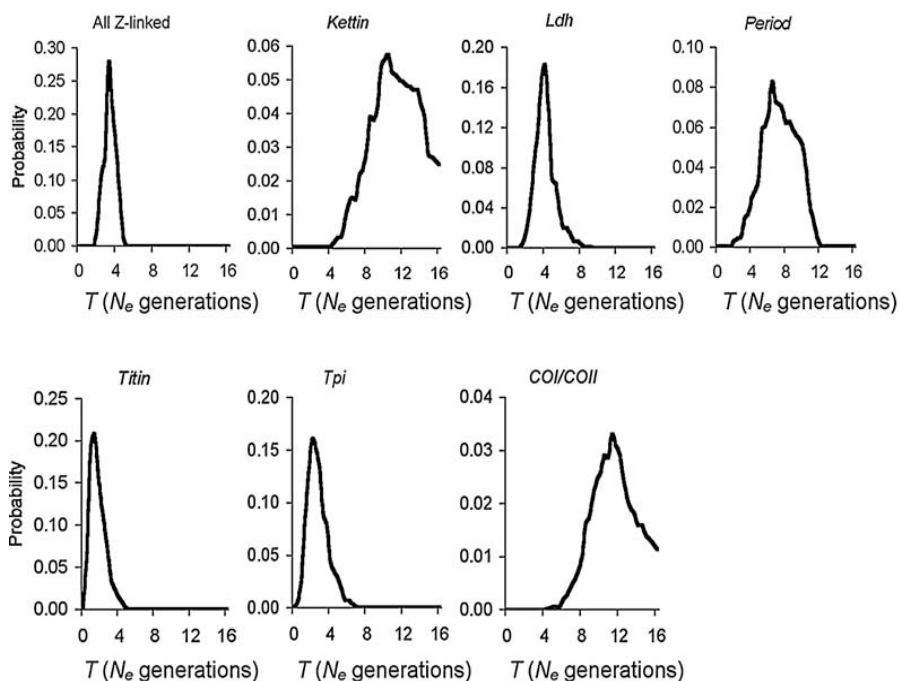 All Z-linked
Kettin
Ldh
Period
Probability
0.30
0.25
0.20
0.15
0.10
0.05
0.00
0 4 8 12 16
T (Ne generations)
0.06
0.05
0.04
0.03
0.02
0.01
0.00
0 4 8 12 16
T (Ne generations)
0.20
0.16
0.12
0.08
0.04
0.00
0 4 8 12 16
T (Ne generations)
0.10
0.08
0.06
0.04
0.02
0.00
0 4 8 12 16
T (Ne generations)
Titin
Tpi
COI/COII
Probability
0.25
0.20
0.15
0.10
0.05
0.00
0 4 8 12 16
T (Ne generations)
0.20
0.15
0.10
0.05
0.00
0 4 8 12 16
T (Ne generations)
0.04
0.03
0.02
0.01
0.00
0 4 8 12 16
T (Ne generations)